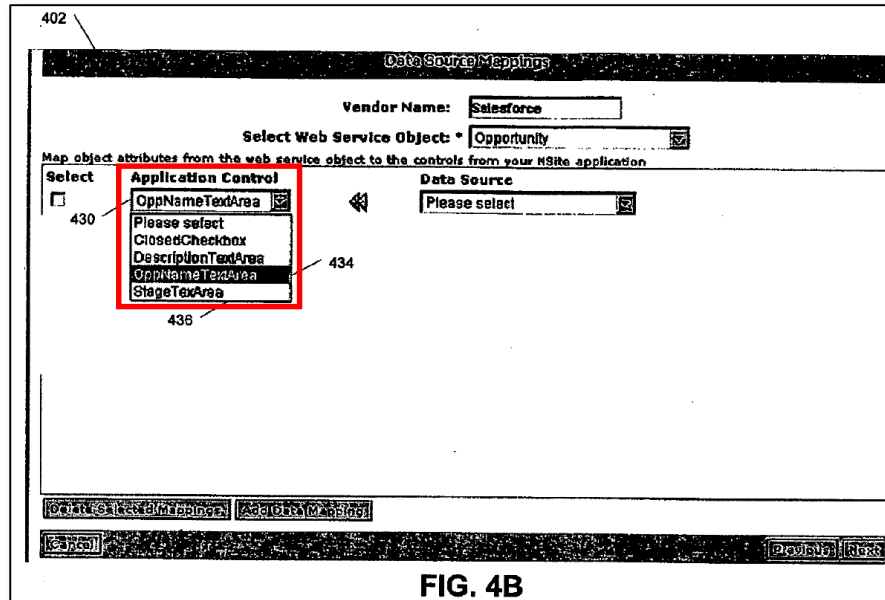 402
Data Source Mappings
Vendor Name: Salesforce
Select Web Service Object: * Opportunity
Map object attributes from the web service object to the controls from your NSite application
Select Application Control Data Source
OppNameTextArea Please select
430
Please select
ClosedCheckbox
DescriptionTextArea
OppNameTextArea 434
StageTexArea
436
Delete Selected Mappings Add Data Mapping
Cancel Previous Next
FIG. 4B